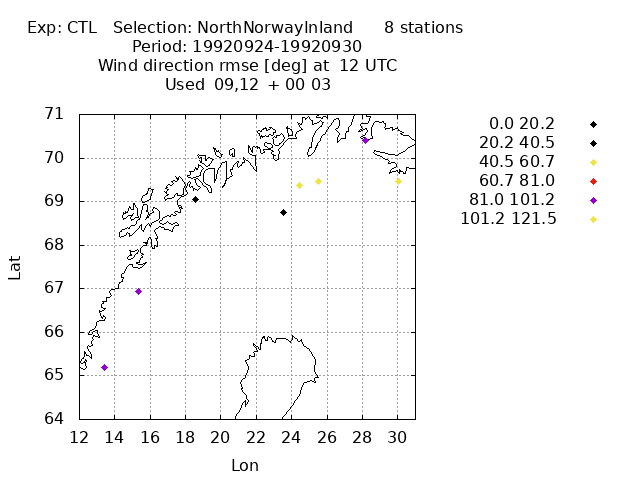 Exp: CTL Selection: NorthNorwayInland 8 stations
Period: 19920924-19920930
Wind direction rmse [deg] at 12 UTC
Used 09,12 + 00 03
0.0 20.2
20.2 40.5
40.5 60.7
60.7 81.0
81.0 101.2
101.2 121.5
71
70
69
68
67
66
65
64
Lat
12 14 16 18 20 22 24 26 28 30
Lon